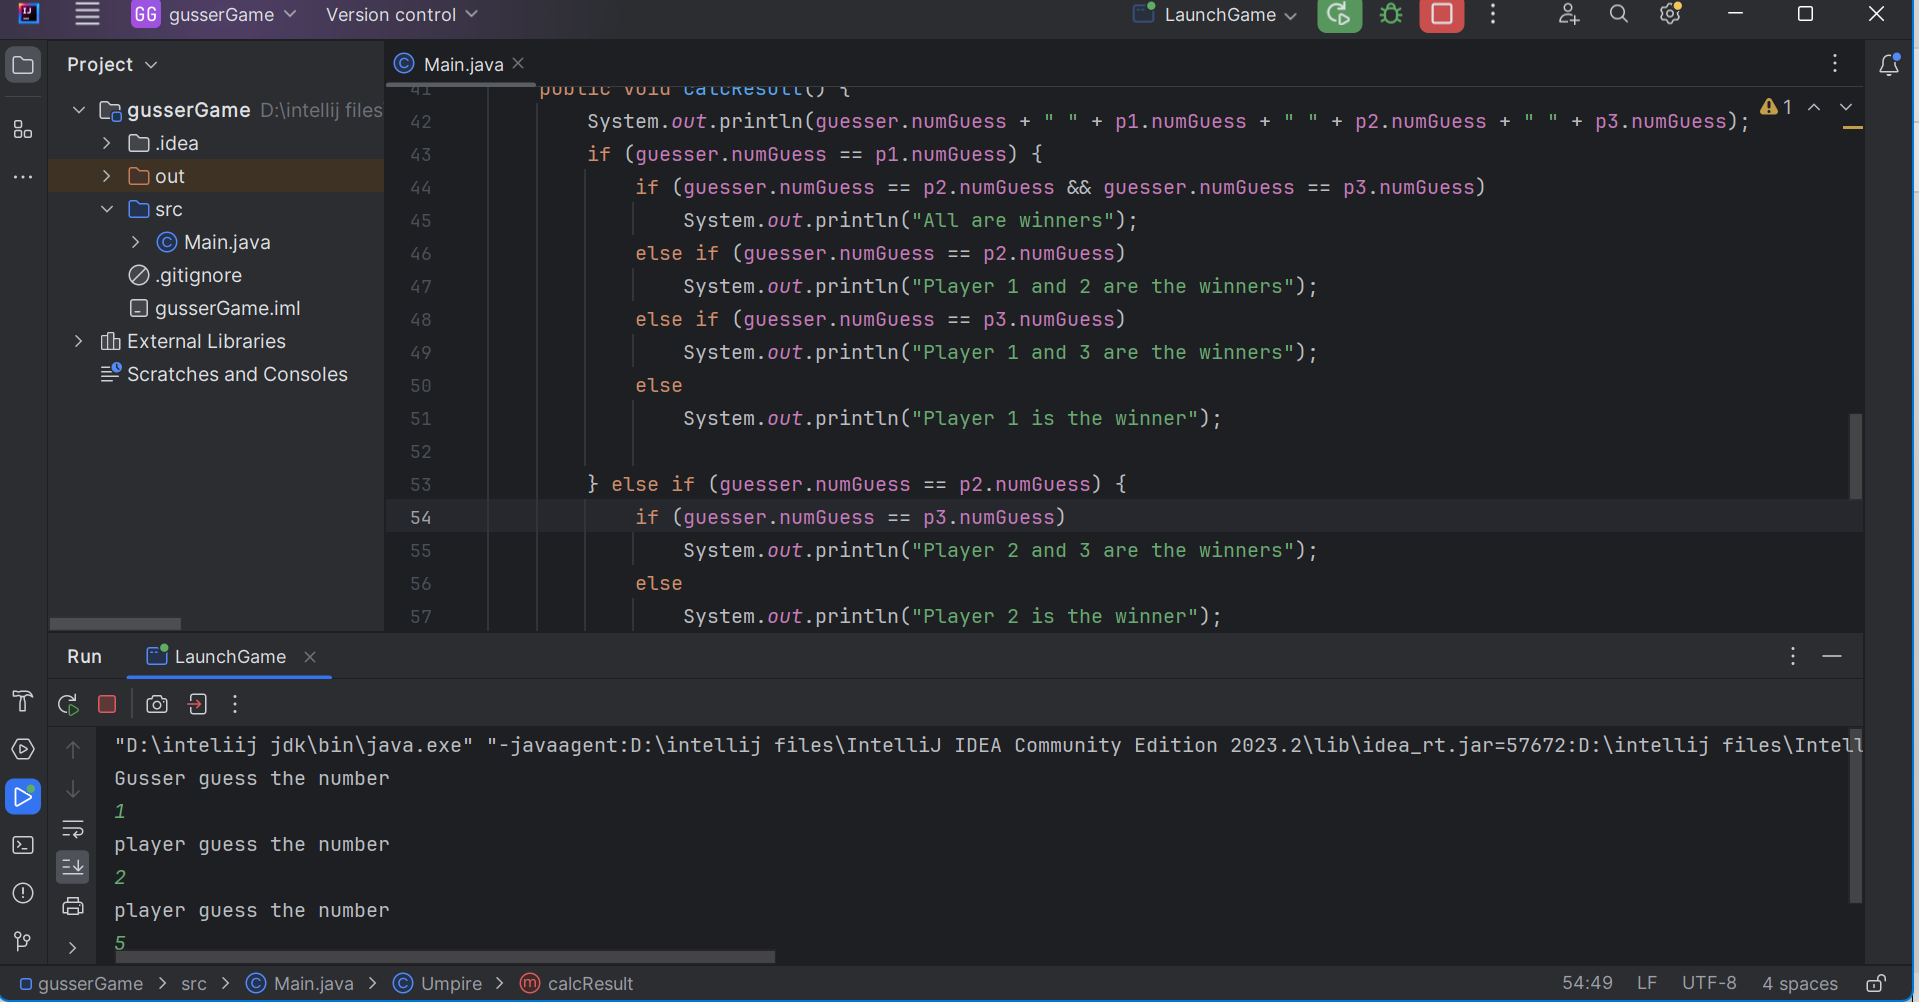 GG gusserGame Version control LaunchGame
Project
Main.java
gusserGame D:\intellij files
.idea
out
src
Main.java
.gitignore
gusserGame.iml
External Libraries
Scratches and Consoles
1
41 public void calcResult() {
42 System.out.println(guesser.numGuess + " " + p1.numGuess + " " + p2.numGuess + " " + p3.numGuess);
43 if (guesser.numGuess == p1.numGuess) {
44 if (guesser.numGuess == p2.numGuess && guesser.numGuess == p3.numGuess)
45 System.out.println("All are winners");
46 else if (guesser.numGuess == p2.numGuess)
47 System.out.println("Player 1 and 2 are the winners");
48 else if (guesser.numGuess == p3.numGuess)
49 System.out.println("Player 1 and 3 are the winners");
50 else
51 System.out.println("Player 1 is the winner");
52
53 } else if (guesser.numGuess == p2.numGuess) {
54 if (guesser.numGuess == p3.numGuess)
55 System.out.println("Player 2 and 3 are the winners");
56 else
57 System.out.println("Player 2 is the winner");
Run LaunchGame
"D:\inteliij jdk\bin\java.exe" "-javaagent:D:\intellij files\IntelliJ IDEA Community Edition 2023.2\lib\idea_rt.jar=57672:D:\intellij files\Intell
Gusser guess the number
1
player guess the number
2
player guess the number
5
gusserGame > src > Main.java > Umpire > calcResult 54:49 LF UTF-8 4 spaces